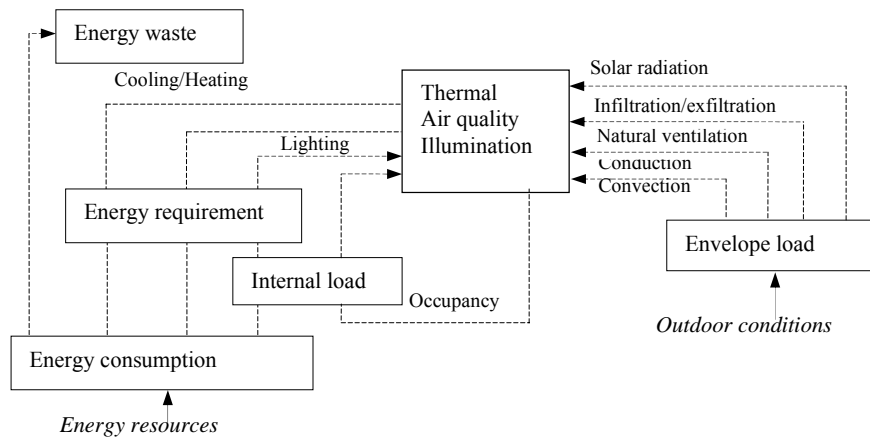 Energy waste
Cooling/Heating
Solar radiation
Thermal
Air quality
Illumination
Infiltration/exfiltration
Natural ventilation
Lighting
Conduction
Convection
Energy requirement
Envelope load
Internal load
Occupancy
Outdoor conditions
Energy consumption
Energy resources